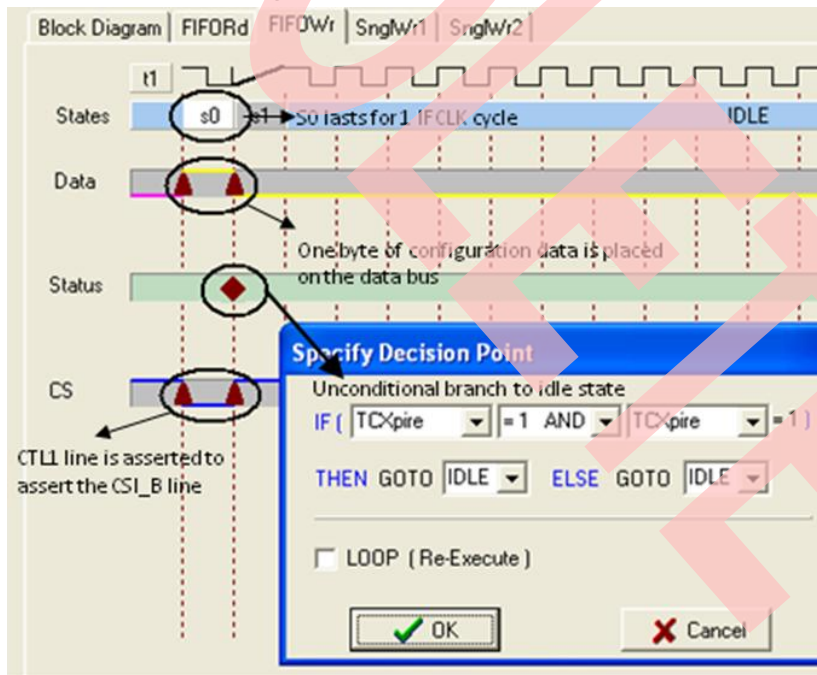 Block Diagram FIFORd FIFOWr SnglWr1 SnglWr2
t1
States s0 s1 S0 lasts for 1 IFCLK cycle IDLE
Data
One byte of configuration data is placed
on the data bus
Status
Specify Decision Point
Unconditional branch to idle state
CS
IF ( TCXpire = 1 AND TCXpire = 1 )
CTL1 line is asserted to
assert the CSI_B line
THEN GOTO IDLE ELSE GOTO IDLE
LOOP ( Re-Execute )
OK Cancel